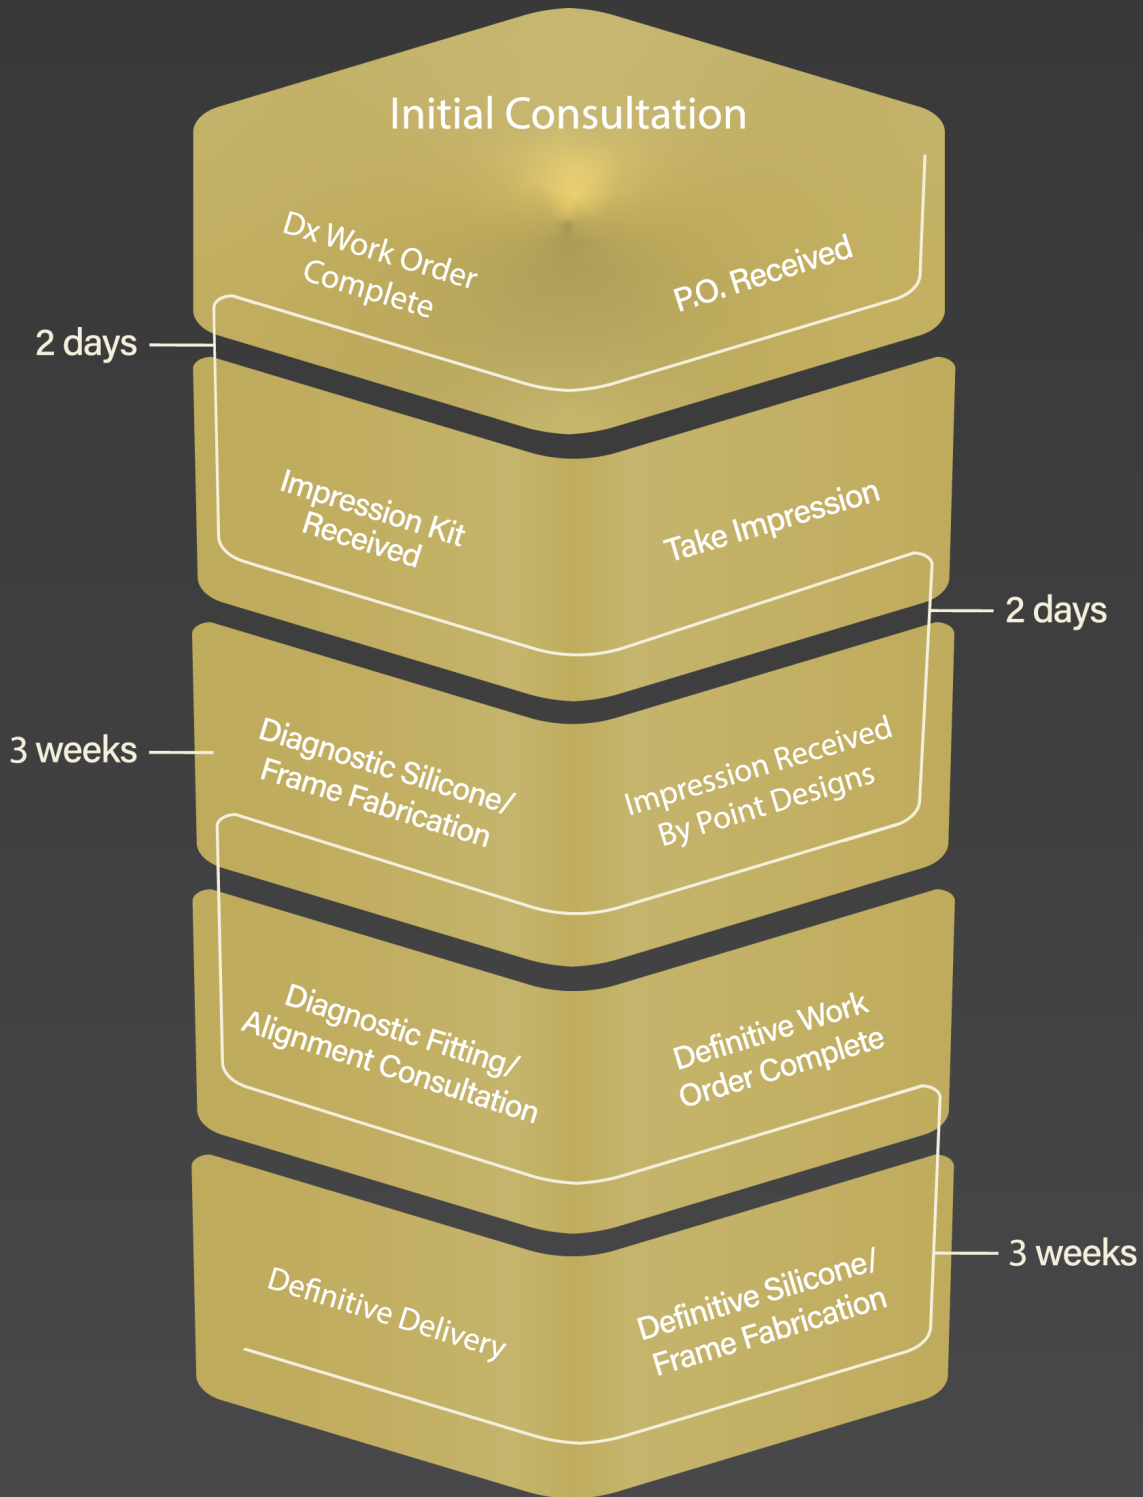 Initial Consultation
Dx Work Order
Complete
P.O. Received
2 days
Impression Kit
Received
Take Impression
2 days
3 weeks
Diagnostic Silicone/
Frame Fabrication
Impression Received
By Point Designs
Diagnostic Fitting/
Alignment Consultation
Definitive Work
Order Complete
Definitive Delivery
Definitive Silicone/
Frame Fabrication
3 weeks